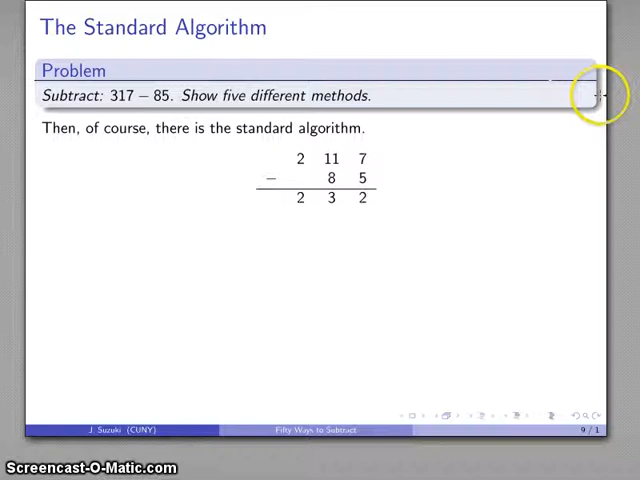 The Standard Algorithm
Problem
Subtract: 317 − 85. Show five different methods.
Then, of course, there is the standard algorithm.
2 11 7
− 8 5
2 3 2
J. Suzuki (CUNY) Fifty Ways to Subtract 9 / 1
Screencast-O-Matic.com